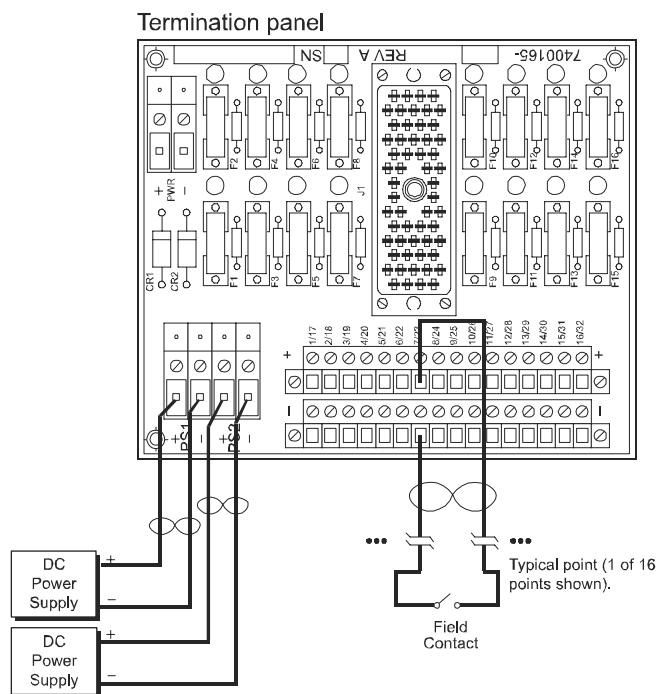 Termination panel
SN
REV A
7400165-
F2
F4
F6
F8
F10
F12
F14
F16
+
PWR
−
J1
CR1
CR2
F1
F3
F5
F7
F9
F11
F13
F15
1/17
2/18
3/19
4/20
5/21
6/22
7/23
8/24
9/25
10/26
11/27
12/28
13/29
14/30
15/31
16/32
+
+
−
−
+
PS1
−
+
PS2
−
DC
Power
Supply
+
−
DC
Power
Supply
+
−
•••
•••
Typical point (1 of 16
points shown).
Field
Contact